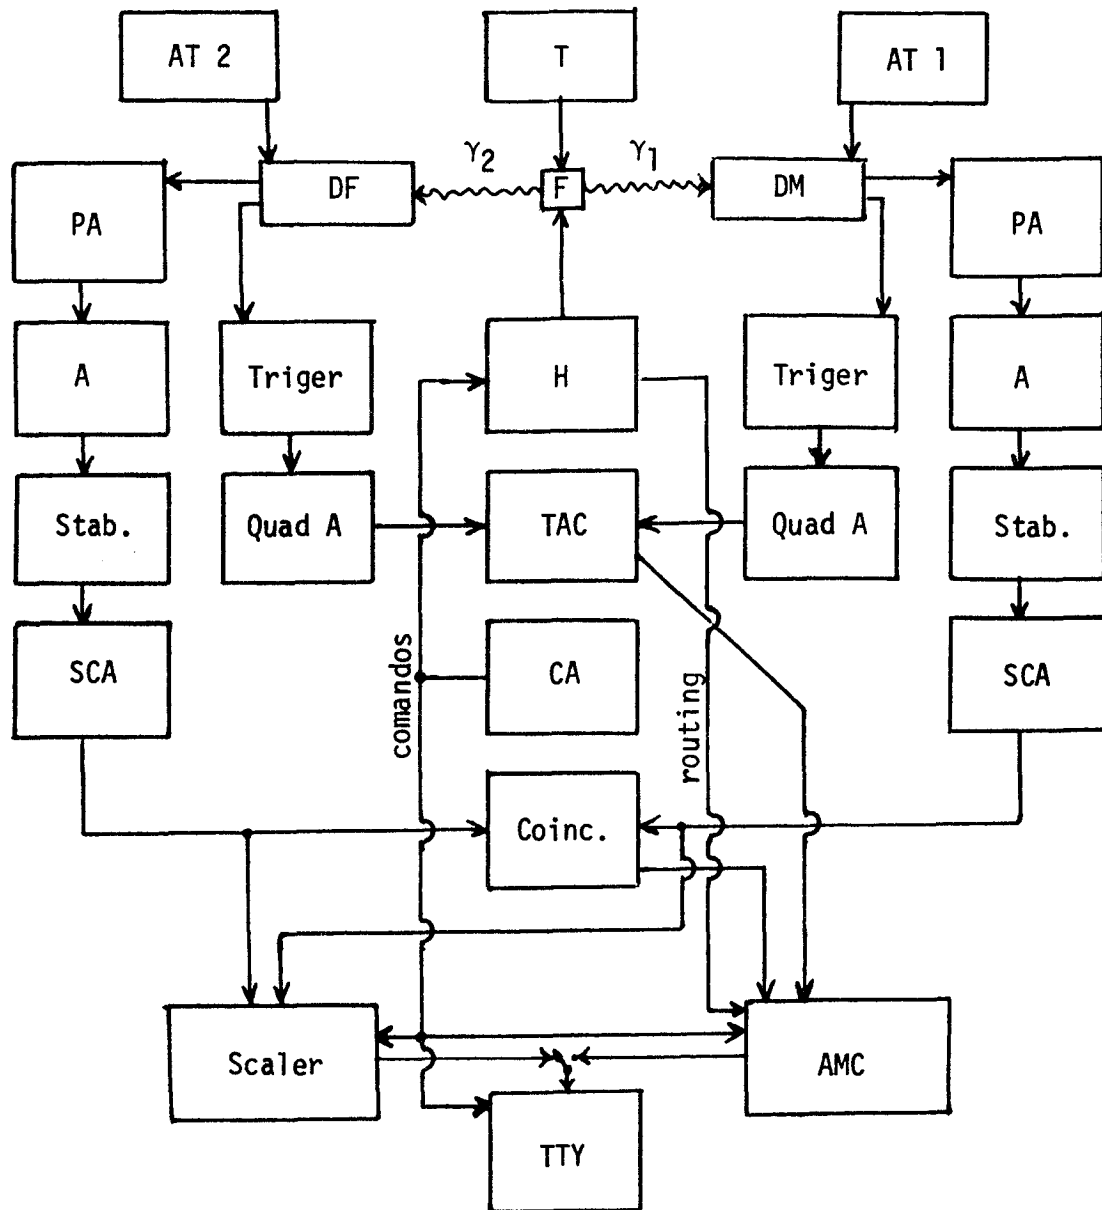 AT 2
T
AT 1
γ2
γ1
DF
F
DM
PA
PA
A
Triger
H
Triger
A
Stab.
Quad A
TAC
Quad A
Stab.
SCA
comandos
CA
routing
SCA
Coinc.
Scaler
AMC
TTY